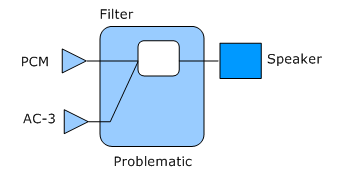 Filter
PCM
Speaker
AC-3
Problematic